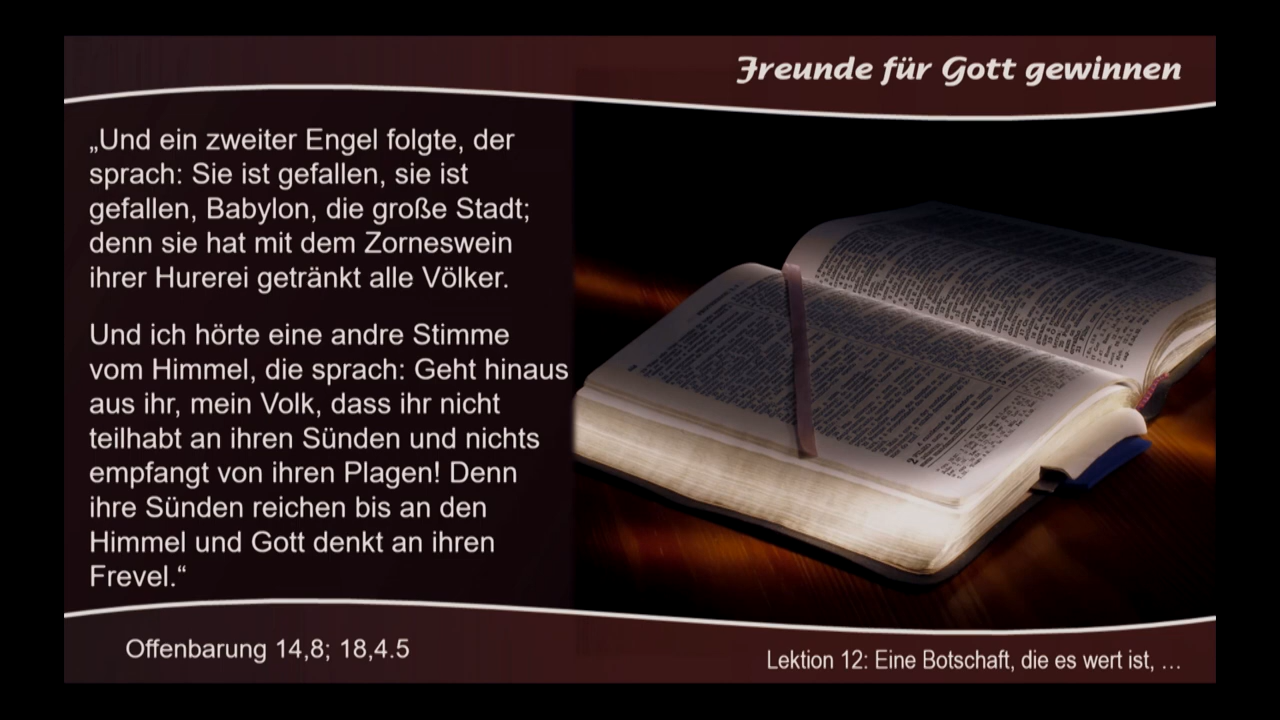 Freunde für Gott gewinnen
„Und ein zweiter Engel folgte, der
sprach: Sie ist gefallen, sie ist
gefallen, Babylon, die große Stadt;
denn sie hat mit dem Zorneswein
ihrer Hurerei getränkt alle Völker.
Und ich hörte eine andre Stimme
vom Himmel, die sprach: Geht hinaus
aus ihr, mein Volk, dass ihr nicht
teilhabt an ihren Sünden und nichts
empfangt von ihren Plagen! Denn
ihre Sünden reichen bis an den
Himmel und Gott denkt an ihren
Frevel.“
Offenbarung 14,8; 18,4.5
Lektion 12: Eine Botschaft, die es wert ist, …